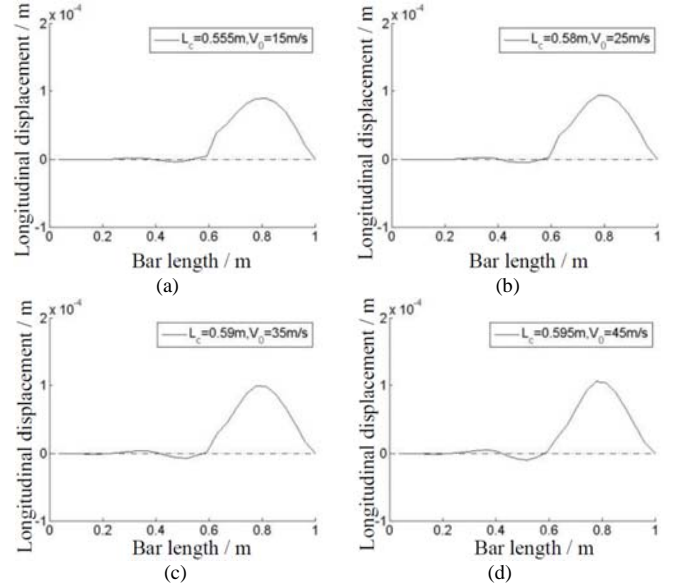 2 x 10⁻⁴
L_c=0.555m,V_0=15m/s
1
0
-1
Longitudinal displacement / m
0 0.2 0.4 0.6 0.8 1
Bar length / m
(a)
2 x 10⁻⁴
L_c=0.58m,V_0=25m/s
1
0
-1
Longitudinal displacement / m
0 0.2 0.4 0.6 0.8 1
Bar length / m
(b)
2 x 10⁻⁴
L_c=0.59m,V_0=35m/s
1
0
-1
Longitudinal displacement / m
0 0.2 0.4 0.6 0.8 1
Bar length / m
(c)
2 x 10⁻⁴
L_c=0.595m,V_0=45m/s
1
0
-1
Longitudinal displacement / m
0 0.2 0.4 0.6 0.8 1
Bar length / m
(d)